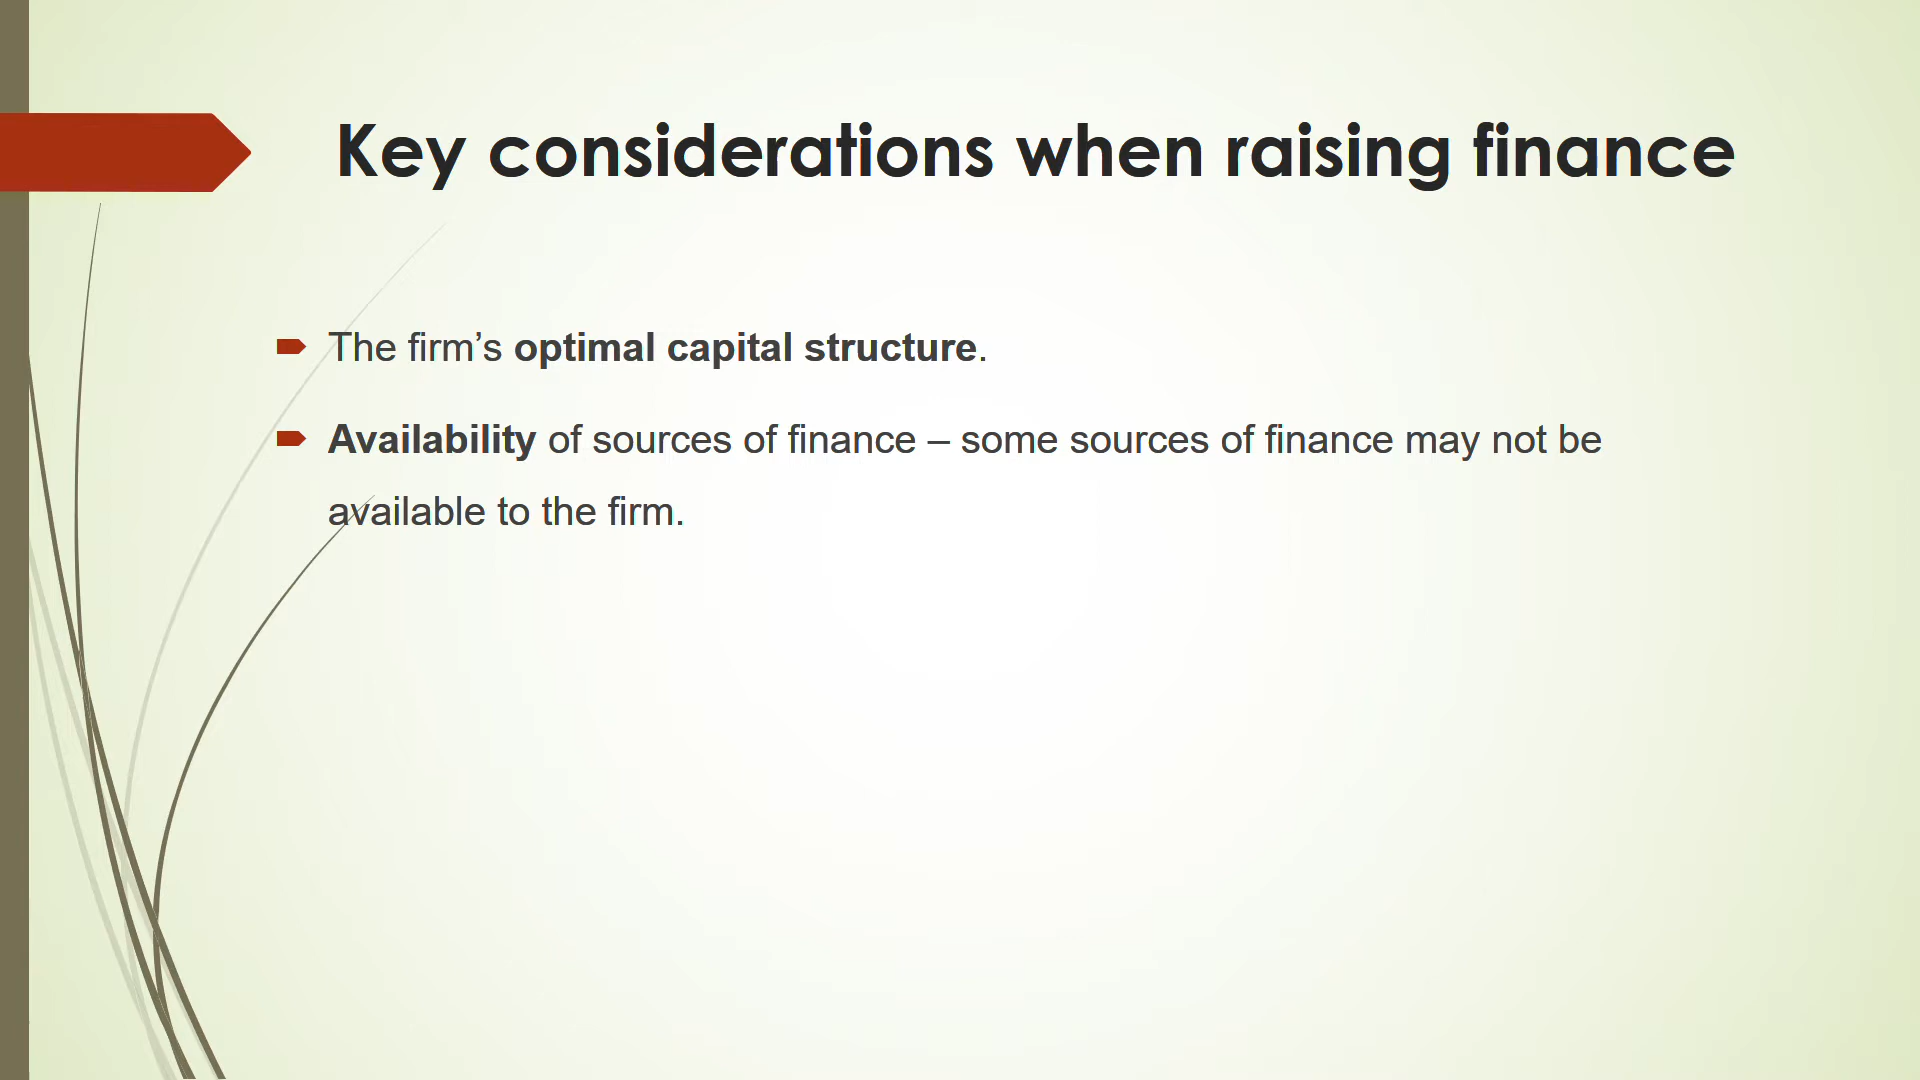 Key considerations when raising finance
The firm’s optimal capital structure.
Availability of sources of finance – some sources of finance may not be
available to the firm.